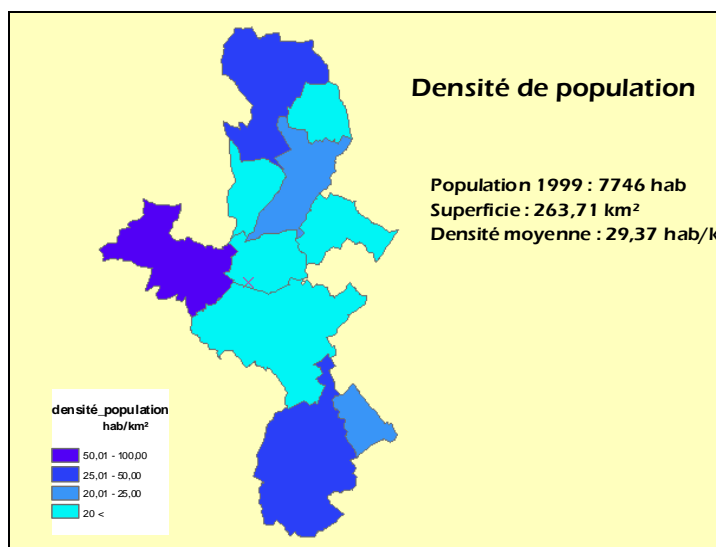 Densité de population
Population 1999 : 7746 hab
Superficie : 263,71 km²
Densité moyenne : 29,37 hab/k
densité_population
hab/km²
50,01 - 100,00
25,01 - 50,00
20,01 - 25,00
20 <